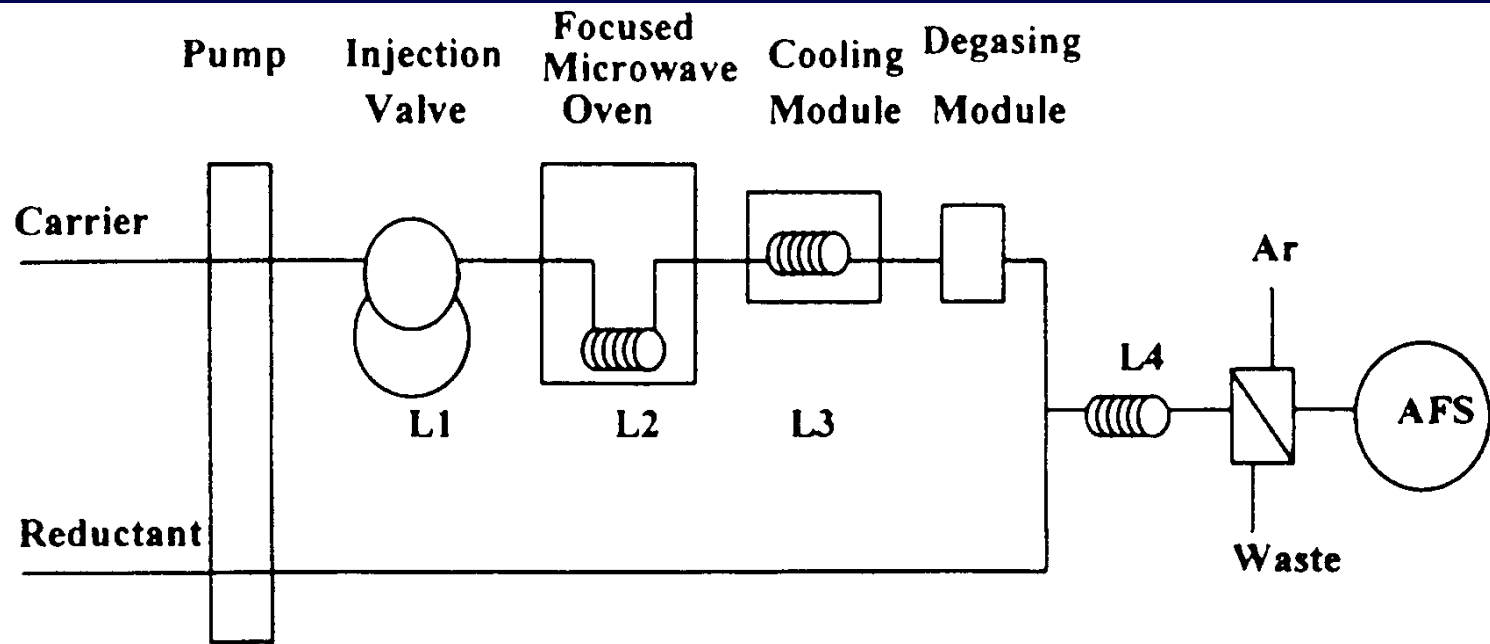 Pump
Injection
Valve
Focused
Microwave
Oven
Cooling
Module
Degasing
Module
Carrier
Ar
L1
L2
L3
L4
AFS
Reductant
Waste